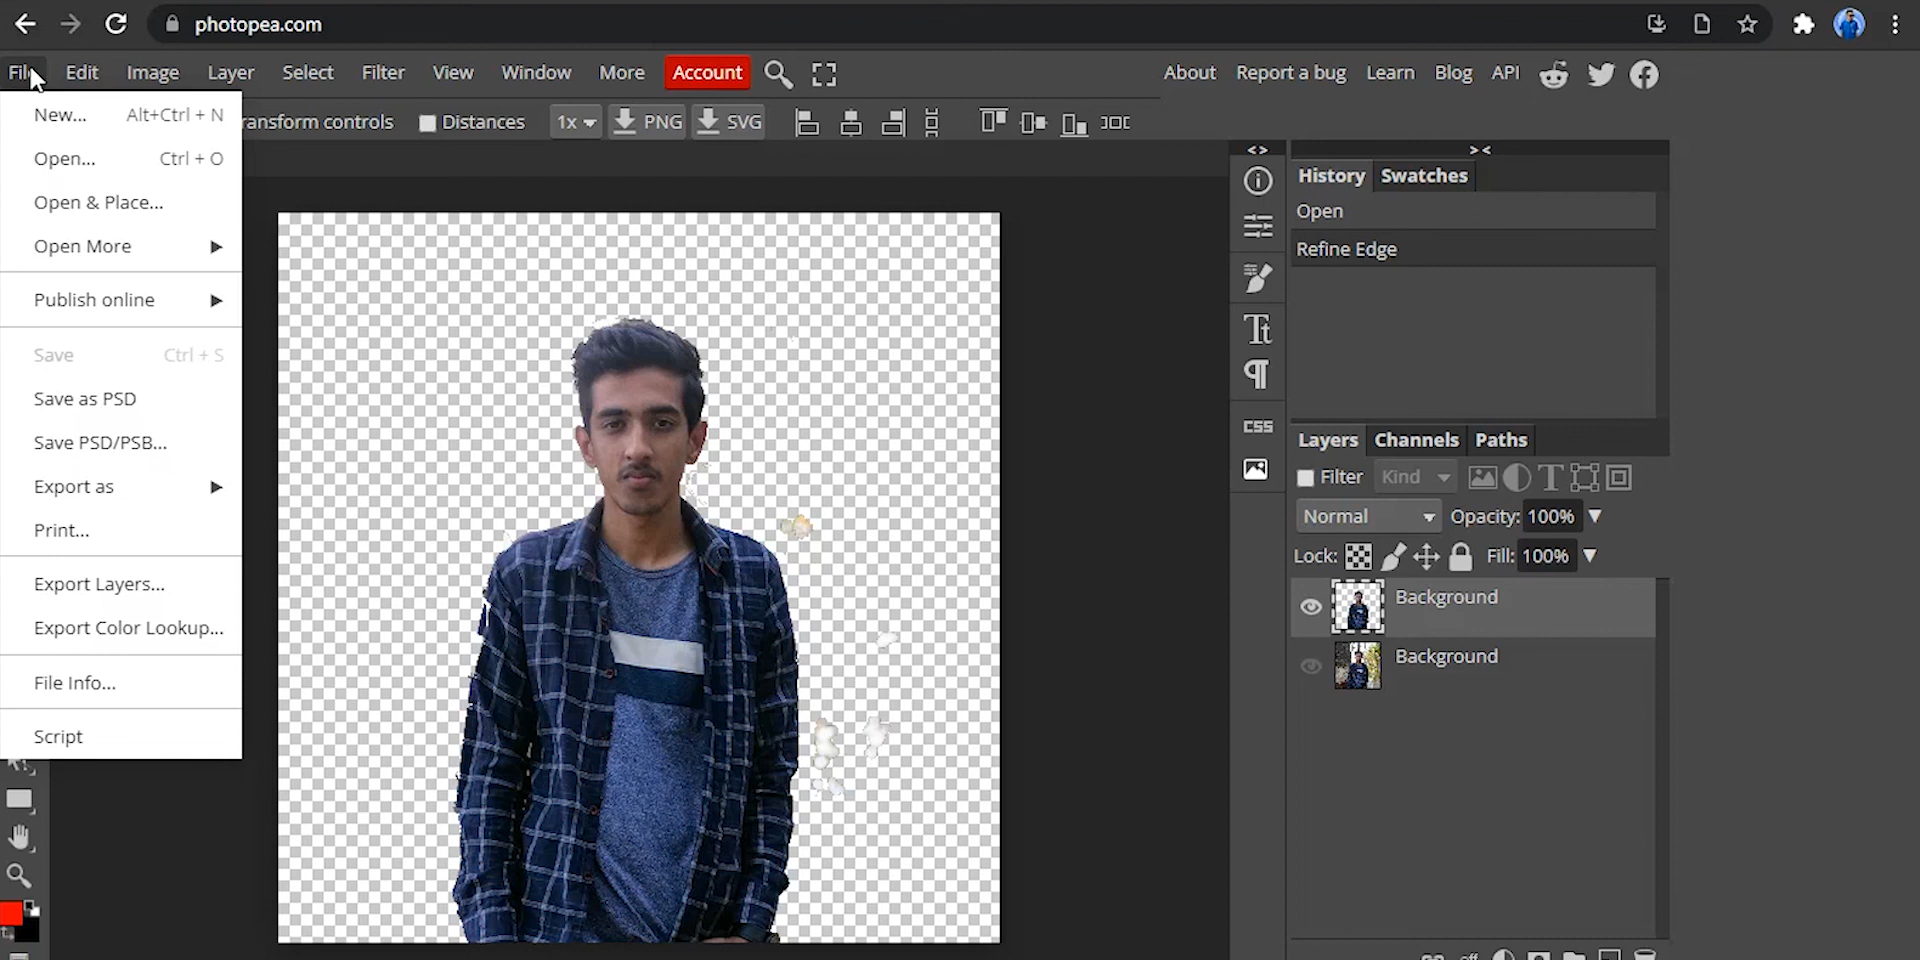 photopea.com
File Edit Image Layer Select Filter View Window More Account About Report a bug Learn Blog API
New... Alt+Ctrl + N
ransform controls Distances 1x PNG SVG
Open... Ctrl + O
Open & Place...
Open More
Publish online
Save Ctrl + S
Save as PSD
Save PSD/PSB...
Export as
Print...
Export Layers...
Export Color Lookup...
File Info...
Script
CSS
History Swatches
Open
Refine Edge
Layers Channels Paths
Filter Kind
Normal Opacity: 100%
Lock: Fill: 100%
Background
Background